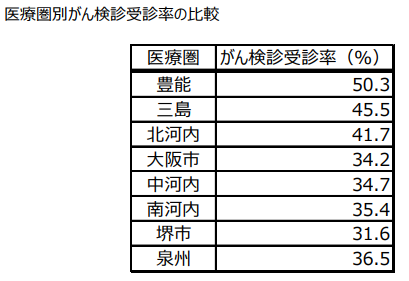 医療圏別がん検診受診率の比較
医療圏 がん検診受診率（％）
豊能 50.3
三島 45.5
北河内 41.7
大阪市 34.2
中河内 34.7
南河内 35.4
堺市 31.6
泉州 36.5